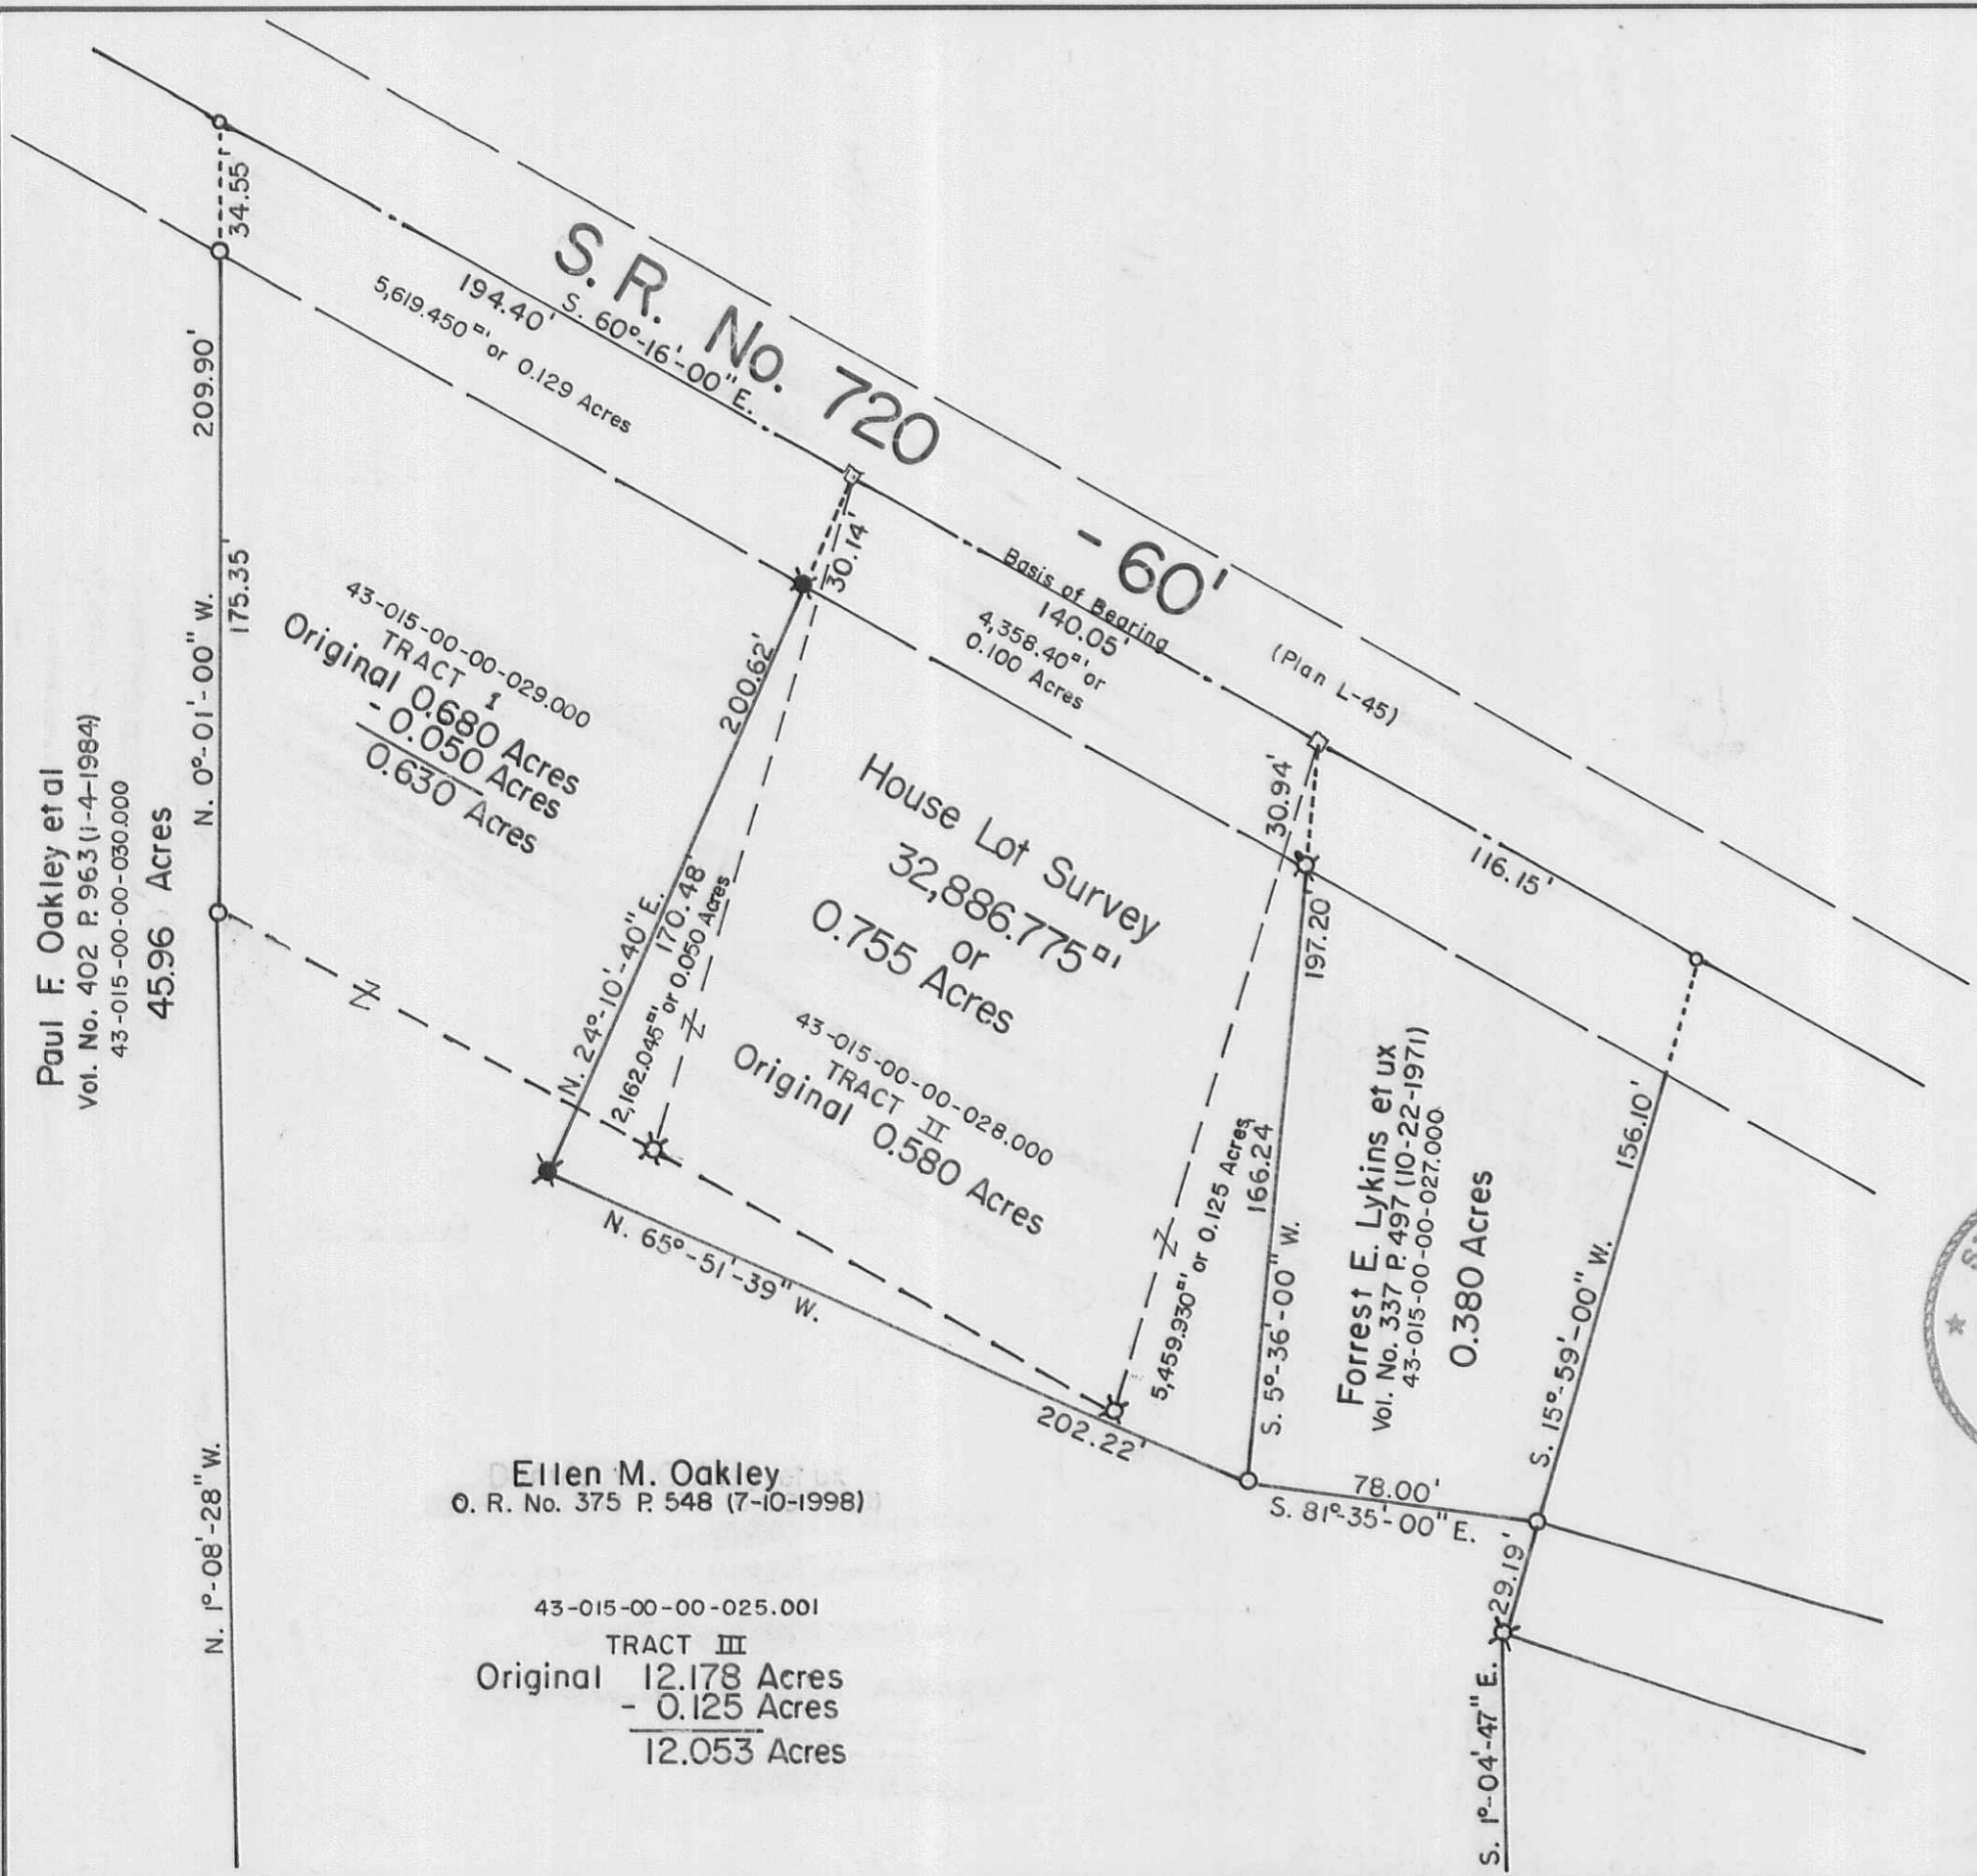 34.55'
S. R. No. 720
- 60'
(Plan L-45)
194.40'
S. 60°-16'-00" E.
5,619.450 □' or 0.129 Acres
209.90'
175.35'
N. 0°-01'-00" W.
30.14'
Basis of Bearing
140.05'
4,358.40 □' or
0.100 Acres
116.15'
30.94'
43-015-00-00-029.000
TRACT I
Original 0.680 Acres
- 0.050 Acres
0.630 Acres
200.62'
170.48'
N. 24°-10'-40" E.
2,162.045 □' or 0.050 Acres
House Lot Survey
32,886.775 □'
or
0.755 Acres
43-015-00-00-028.000
TRACT II
Original 0.580 Acres
197.20'
166.24
S. 5°-36'-00" W.
5,459.930 □' or 0.125 Acres
Paul F. Oakley et al
Vol. No. 402 P. 963 (1-4-1984)
43-015-00-00-030.000
45.96 Acres
Forrest E. Lykins et ux
Vol. No. 337 P. 497 (10-22-1971)
43-015-00-00-027.000
0.380 Acres
156.10'
S. 15°-59'-00" W.
N. 65°-51'-39" W.
202.22'
78.00'
S. 81°-35'-00" E.
29.19'
S. 1°-04'-47" E.
N. 1°-08'-28" W.
Ellen M. Oakley
O. R. No. 375 P. 548 (7-10-1998)
43-015-00-00-025.001
TRACT III
Original 12.178 Acres
- 0.125 Acres
12.053 Acres